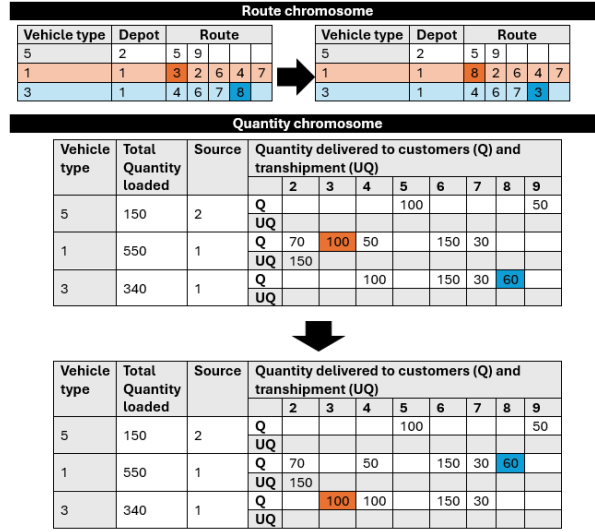 Route chromosome
Vehicle type Depot Route Vehicle type Depot Route
5 2 5 9 5 2 5 9
1 1 3 2 6 4 7 1 1 8 2 6 4 7
3 1 4 6 7 8 3 1 4 6 7 3
Quantity chromosome
Vehicle Total Source Quantity delivered to customers (Q) and
type Quantity transhipment (UQ)
loaded 2 3 4 5 6 7 8 9
5 150 2 Q 100 50
UQ
1 550 1 Q 70 100 50 150 30
UQ 150
3 340 1 Q 100 150 30 60
UQ
Vehicle Total Source Quantity delivered to customers (Q) and
type Quantity transhipment (UQ)
loaded 2 3 4 5 6 7 8 9
5 150 2 Q 100 50
UQ
1 550 1 Q 70 50 150 30 60
UQ 150
3 340 1 Q 100 100 150 30
UQ